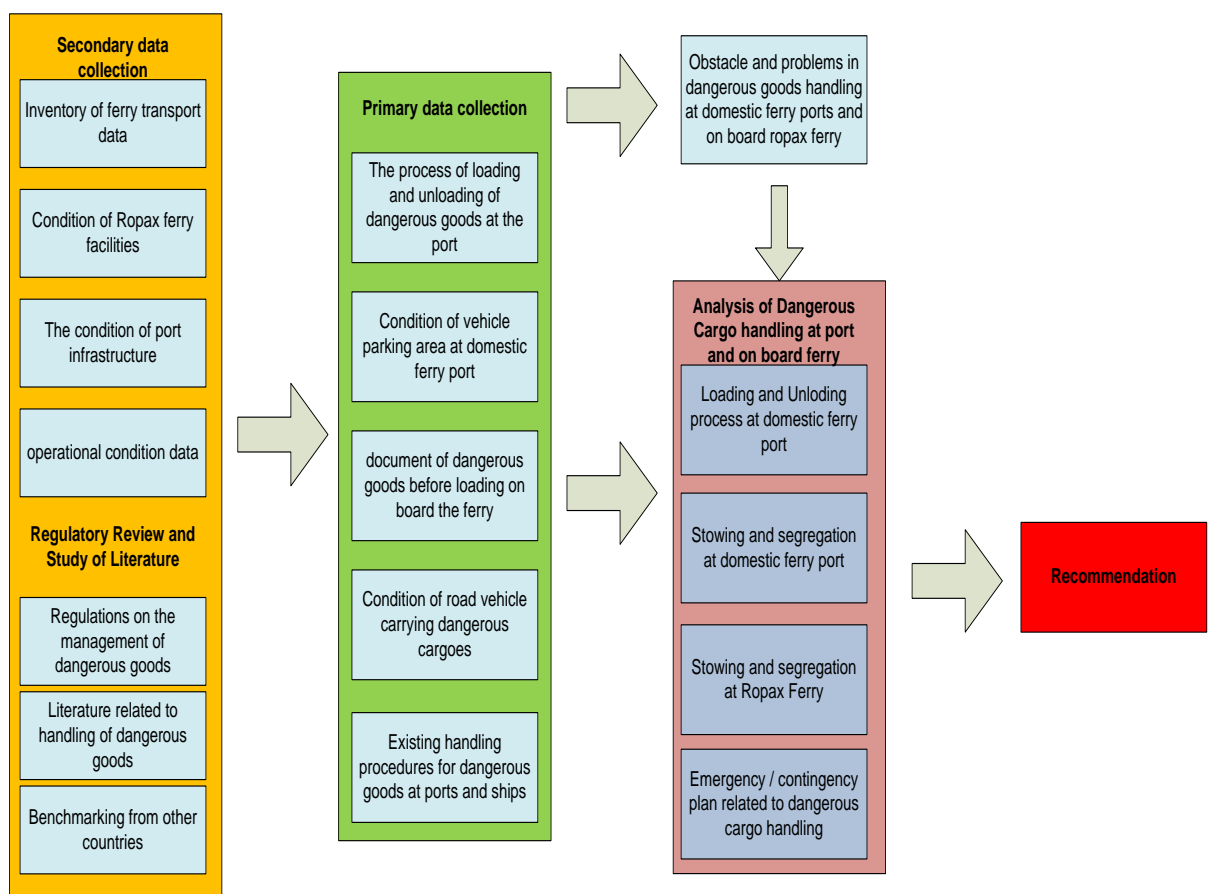 Secondary data
collection
Inventory of ferry transport
data
Condition of Ropax ferry
facilities
The condition of port
infrastructure
operational condition data
Regulatory Review and
Study of Literature
Regulations on the
management of
dangerous goods
Literature related to
handling of dangerous
goods
Benchmarking from other
countries
Primary data collection
The process of loading
and unloading of
dangerous goods at the
port
Condition of vehicle
parking area at domestic
ferry port
document of dangerous
goods before loading on
board the ferry
Condition of road vehicle
carrying dangerous
cargoes
Existing handling
procedures for dangerous
goods at ports and ships
Obstacle and problems in
dangerous goods handling
at domestic ferry ports and
on board ropax ferry
Analysis of Dangerous
Cargo handling at port
and on board ferry
Loading and Unloding
process at domestic ferry
port
Stowing and segregation
at domestic ferry port
Stowing and segregation
at Ropax Ferry
Emergency / contingency
plan related to dangerous
cargo handling
Recommendation